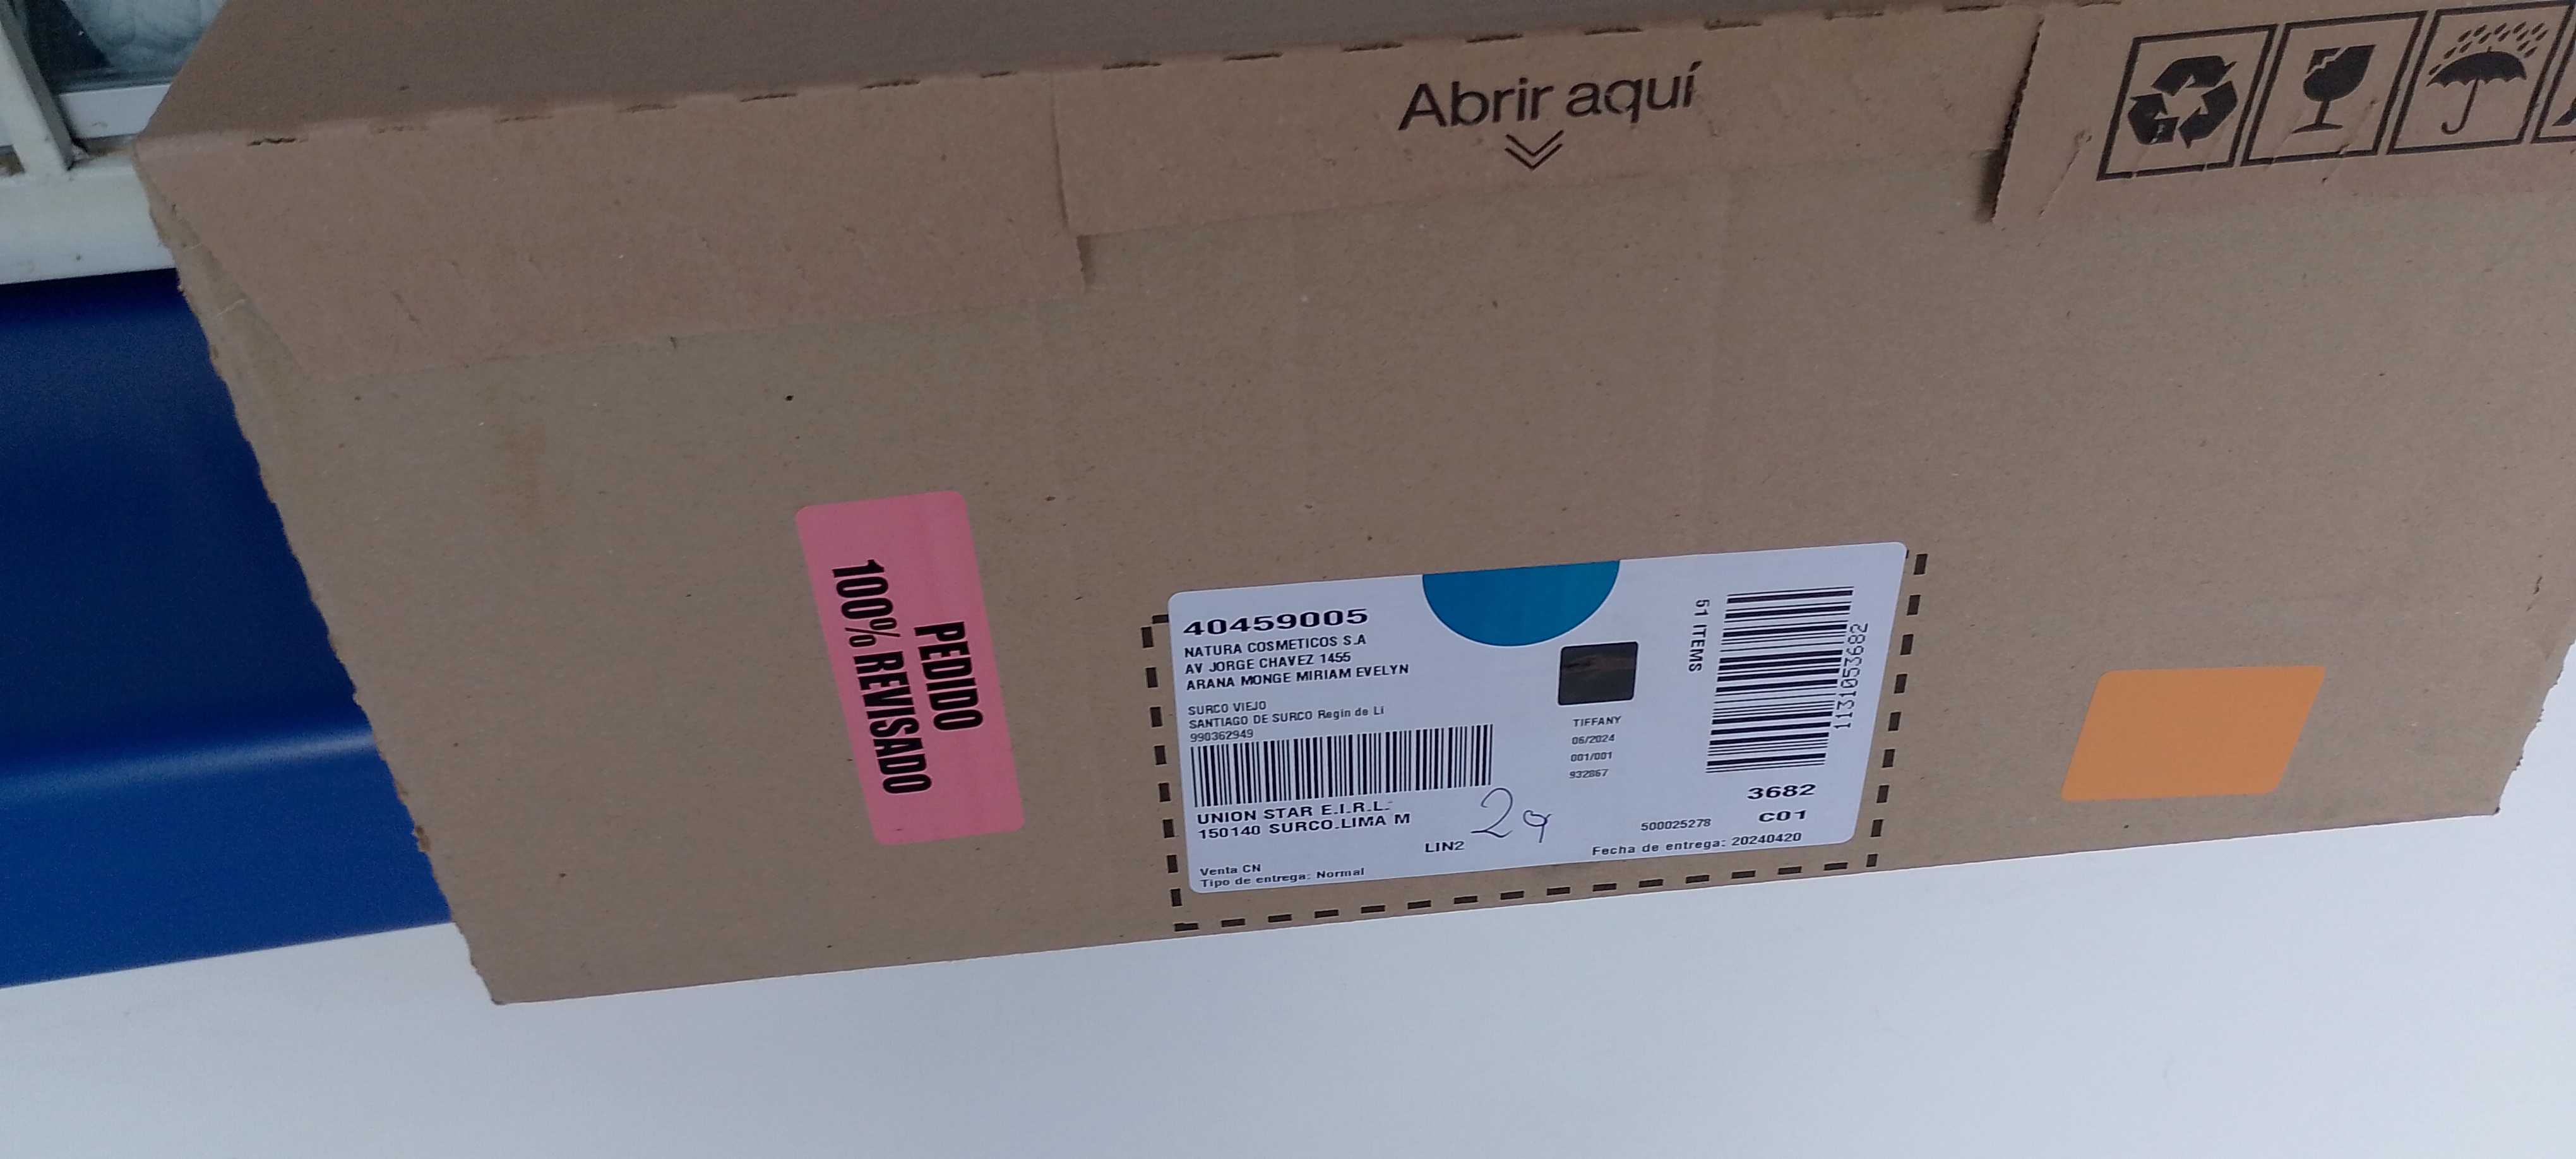 Abrir aquí
PEDIDO
100% REVISADO
40459005
NATURA COSMETICOS S.A
AV JORGE CHAVEZ 1455
ARANA MONGE MIRIAM EVELYN
SURCO VIEJO
SANTIAGO DE SURCO Regin de Li
990362949
UNION STAR E.I.R.L.
150140 SURCO-LIMA M
LIN2
Venta CN
Tipo de entrega: Normal
TIFFANY
06/2024
001/001
932867
51 ITEMS
1131053682
3682
C01
500025278
Fecha de entrega: 20240420